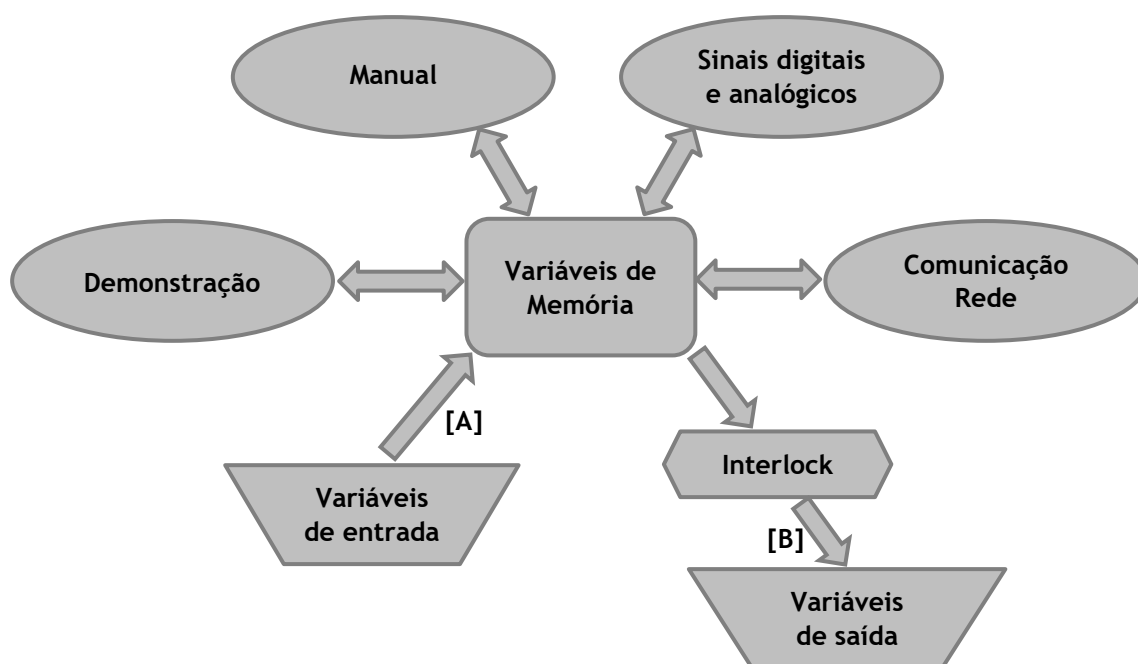 Manual
Sinais digitais
e analógicos
Demonstração
Variáveis de
Memória
Comunicação
Rede
[A]
Interlock
Variáveis
de entrada
[B]
Variáveis
de saída